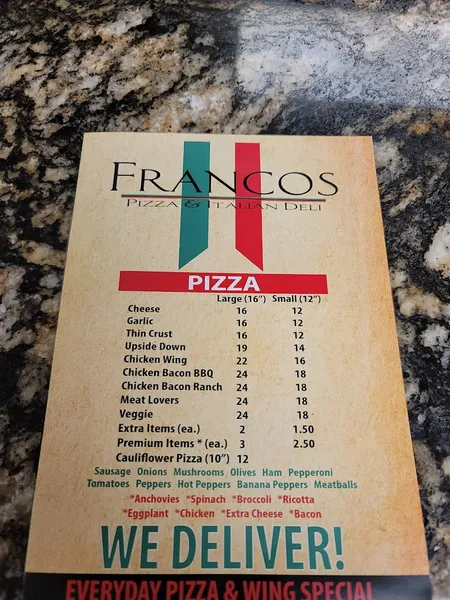 FRANCOS
PIZZA & ITALIAN DELI
PIZZA
Large (16") Small (12")
Cheese 16 12
Garlic 16 12
Thin Crust 16 12
Upside Down 19 14
Chicken Wing 22 16
Chicken Bacon BBQ 24 18
Chicken Bacon Ranch 24 18
Meat Lovers 24 18
Veggie 24 18
Extra Items (ea.) 2 1.50
Premium Items * (ea.) 3 2.50
Cauliflower Pizza (10") 12
Sausage Onions Mushrooms Olives Ham Pepperoni
Tomatoes Peppers Hot Peppers Banana Peppers Meatballs
*Anchovies *Spinach *Broccoli *Ricotta
*Eggplant *Chicken *Extra Cheese *Bacon
WE DELIVER!
EVERYDAY PIZZA & WING SPECIAL